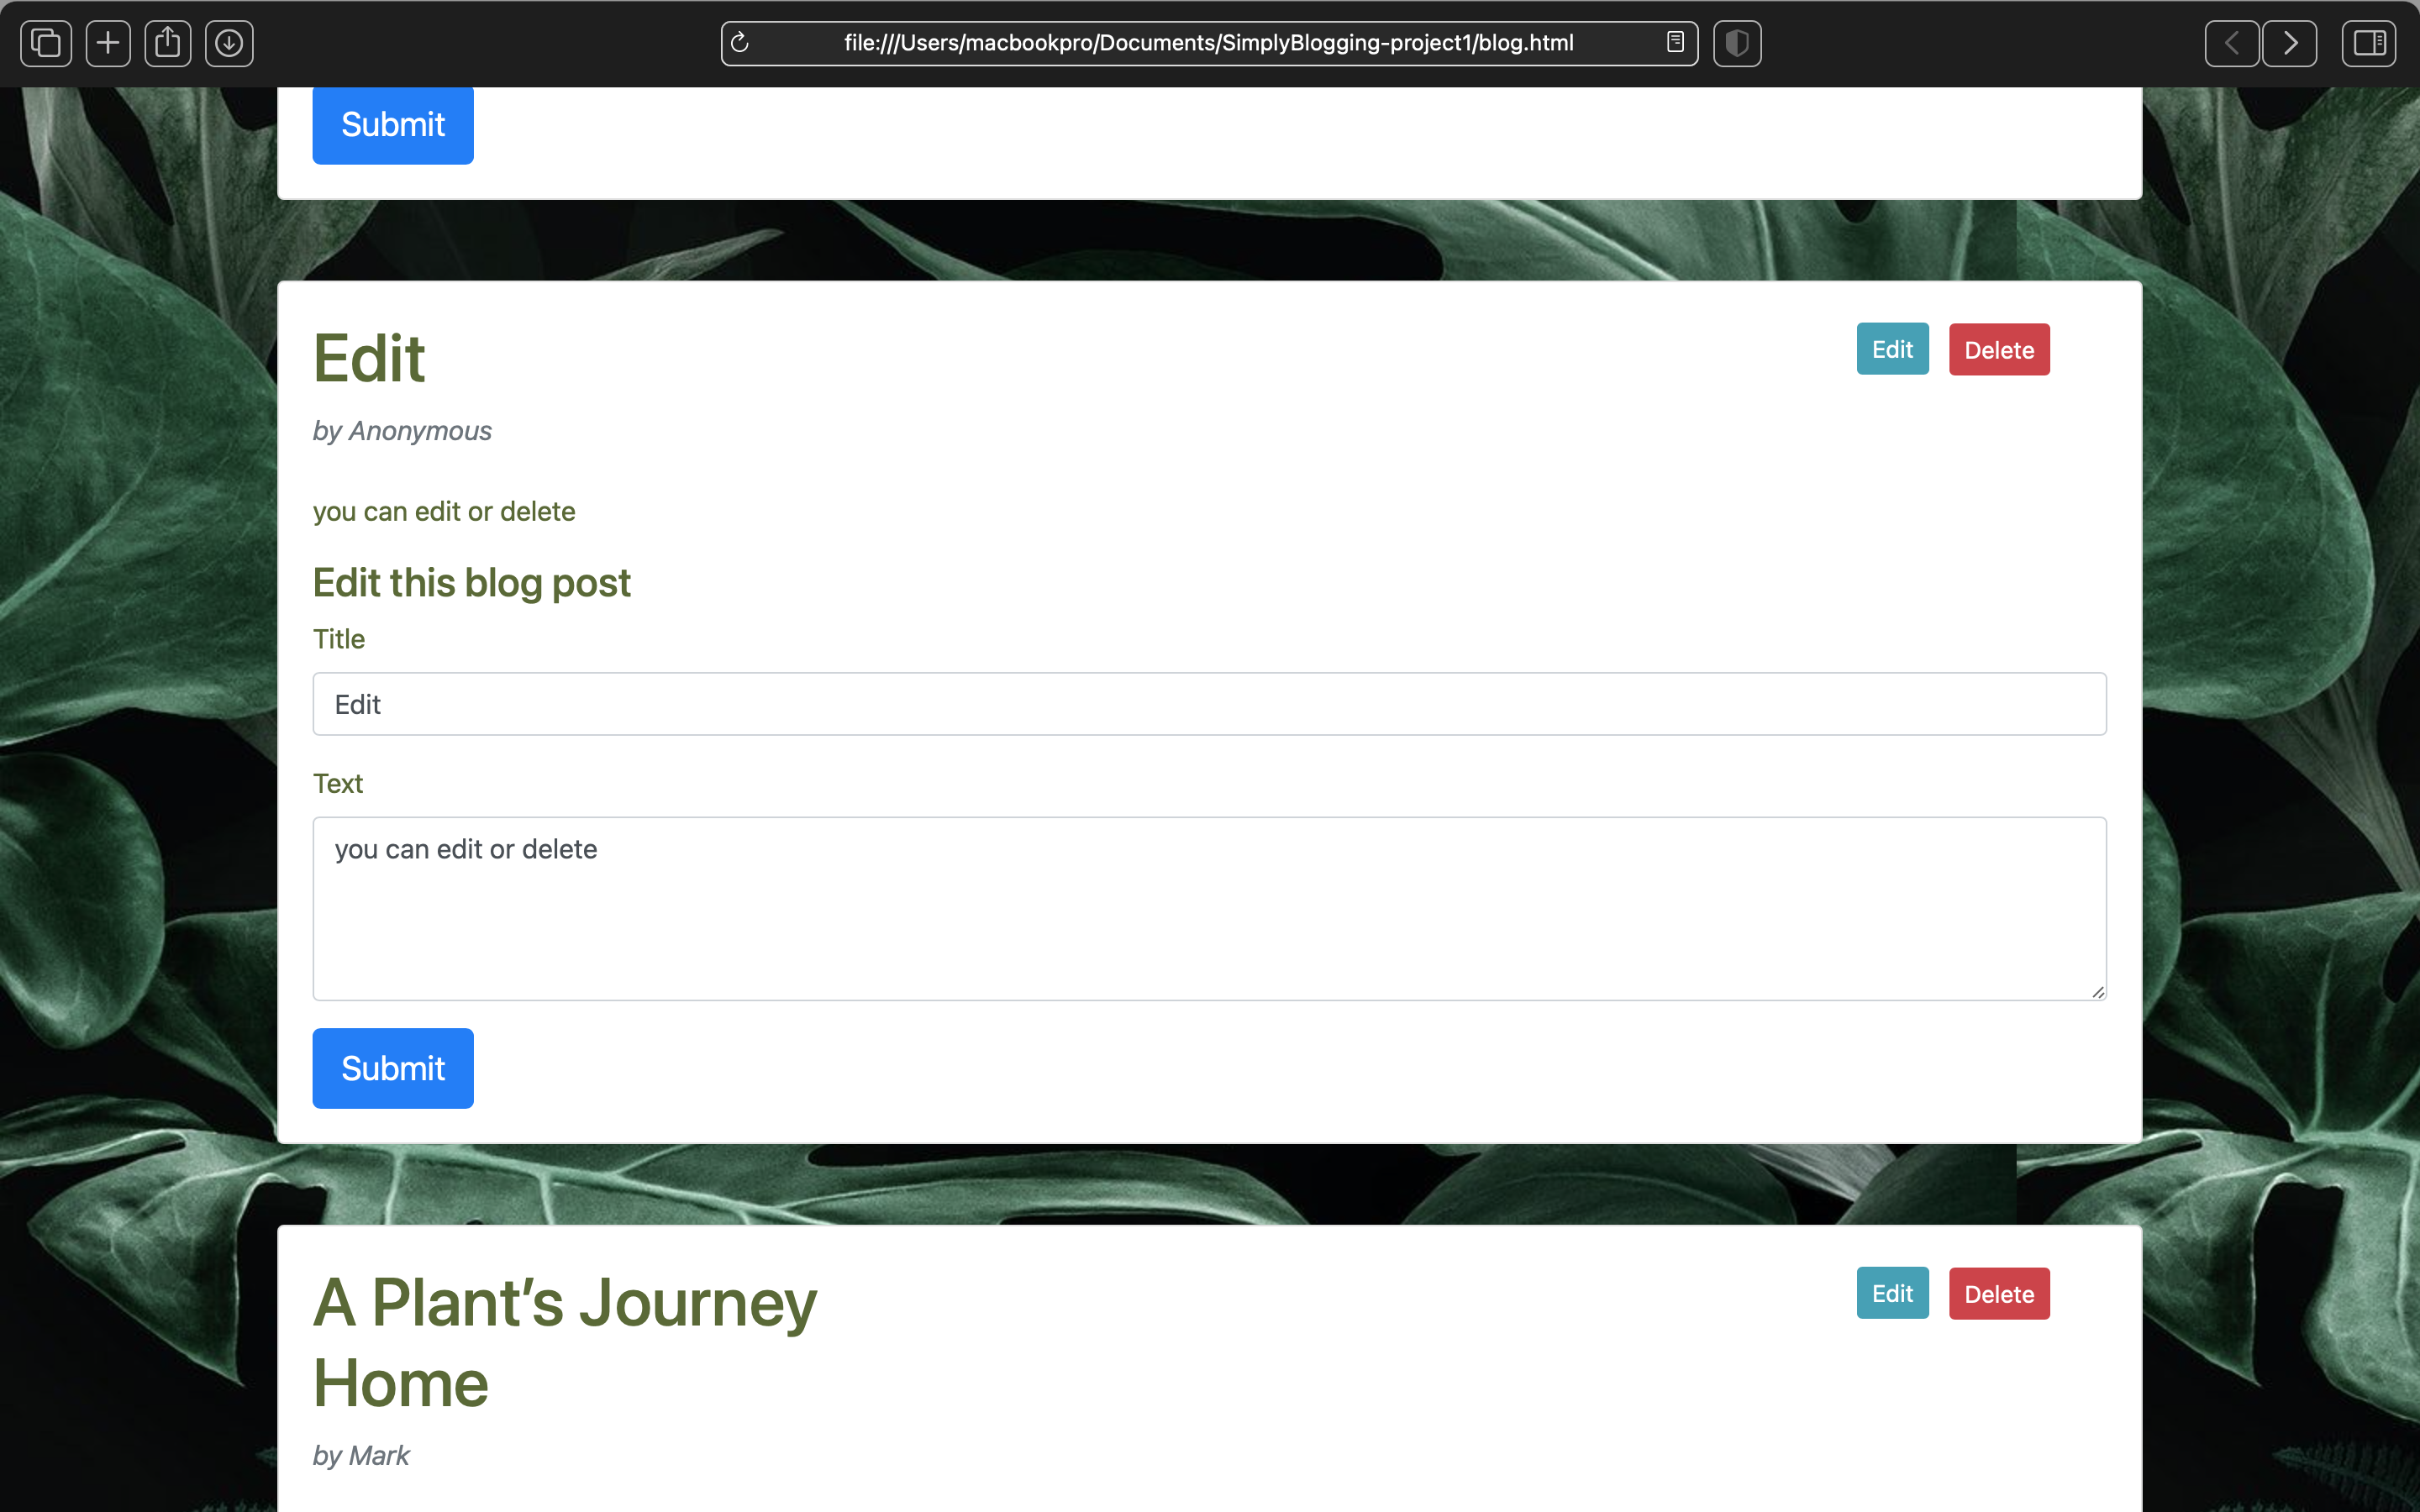 file:///Users/macbookpro/Documents/SimplyBlogging-project1/blog.html
Submit
Edit
Edit
Delete
by Anonymous
you can edit or delete
Edit this blog post
Title
Edit
Text
you can edit or delete
Submit
A Plant’s Journey
Home
Edit
Delete
by Mark